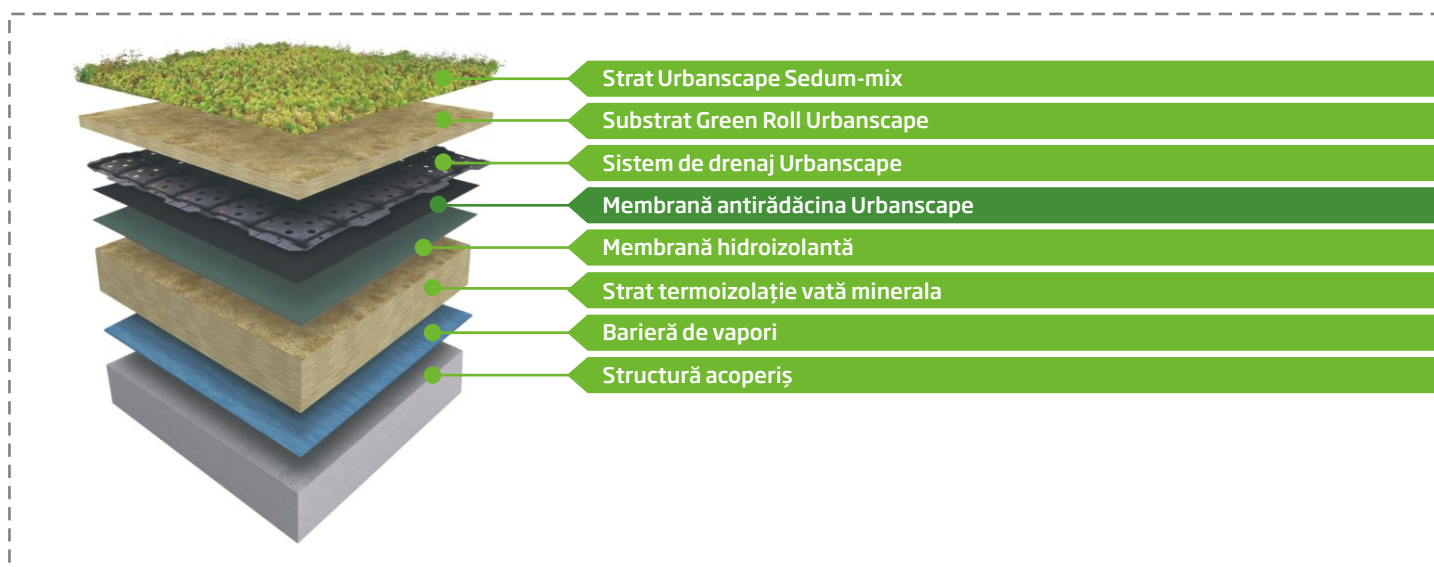 Strat Urbanscape Sedum-mix
Substrat Green Roll Urbanscape
Sistem de drenaj Urbanscape
Membrană antirădăcina Urbanscape
Membrană hidroizolantă
Strat termoizolație vată minerala
Barieră de vapori
Structură acoperiș